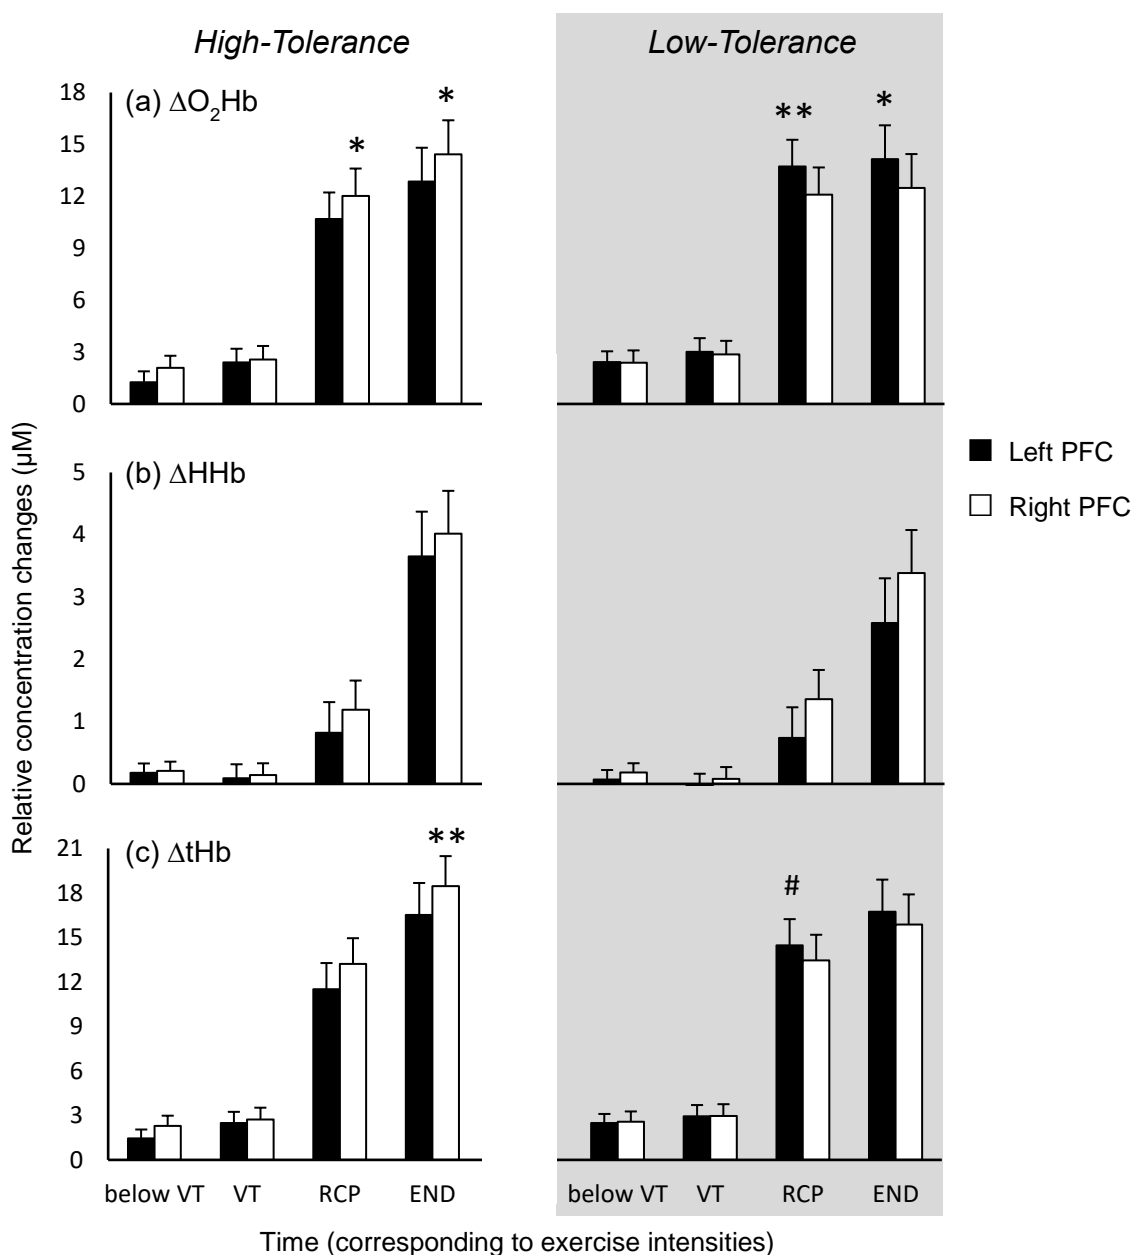 High-Tolerance
Low-Tolerance
(a) ΔO₂Hb
18
15
12
9
6
3
0
*
*
**
*
(b) ΔHHb
5
4
3
2
1
0
(c) ΔtHb
21
18
15
12
9
6
3
0
**
#
below VT VT RCP END
below VT VT RCP END
Relative concentration changes (μM)
Time (corresponding to exercise intensities)
Left PFC
Right PFC